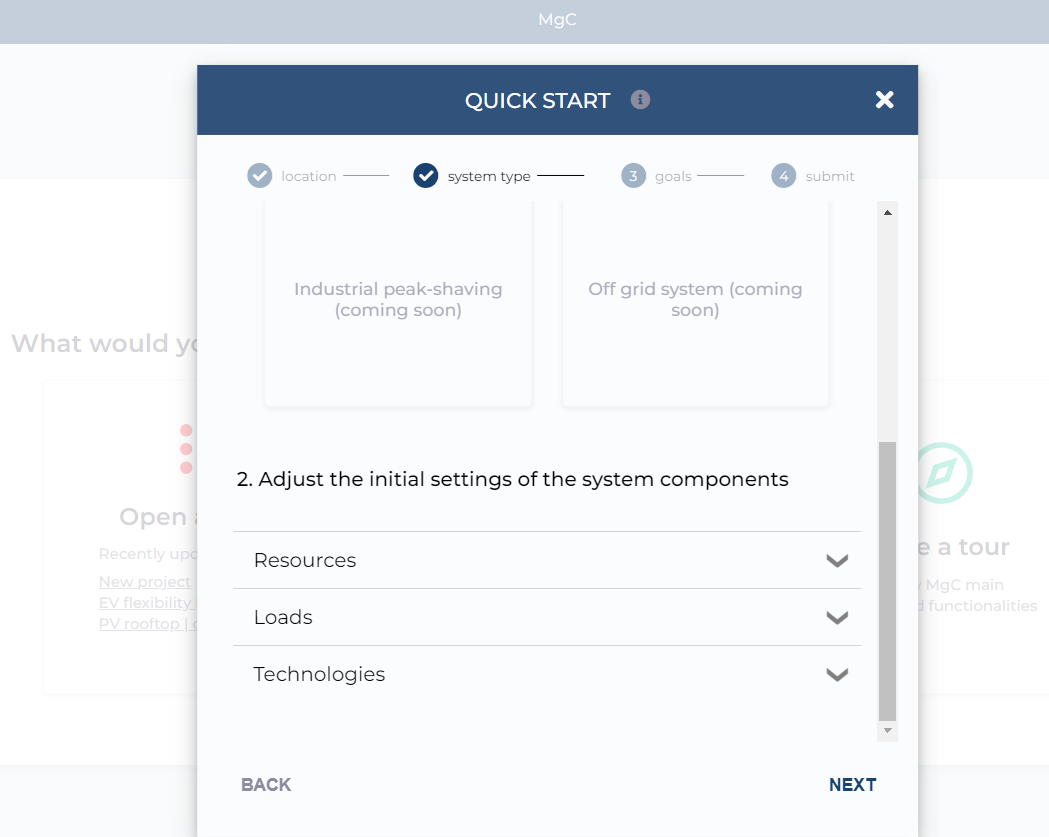 MgC
QUICK START
location
system type
3 goals
4 submit
Industrial peak-shaving
(coming soon)
Off grid system (coming
soon)
What would
2. Adjust the initial settings of the system components
Resources
Loads
Technologies
BACK
NEXT
Open
Recently
New project
EV flexibility
PV rooftop |
a tour
MgC main
functionalities